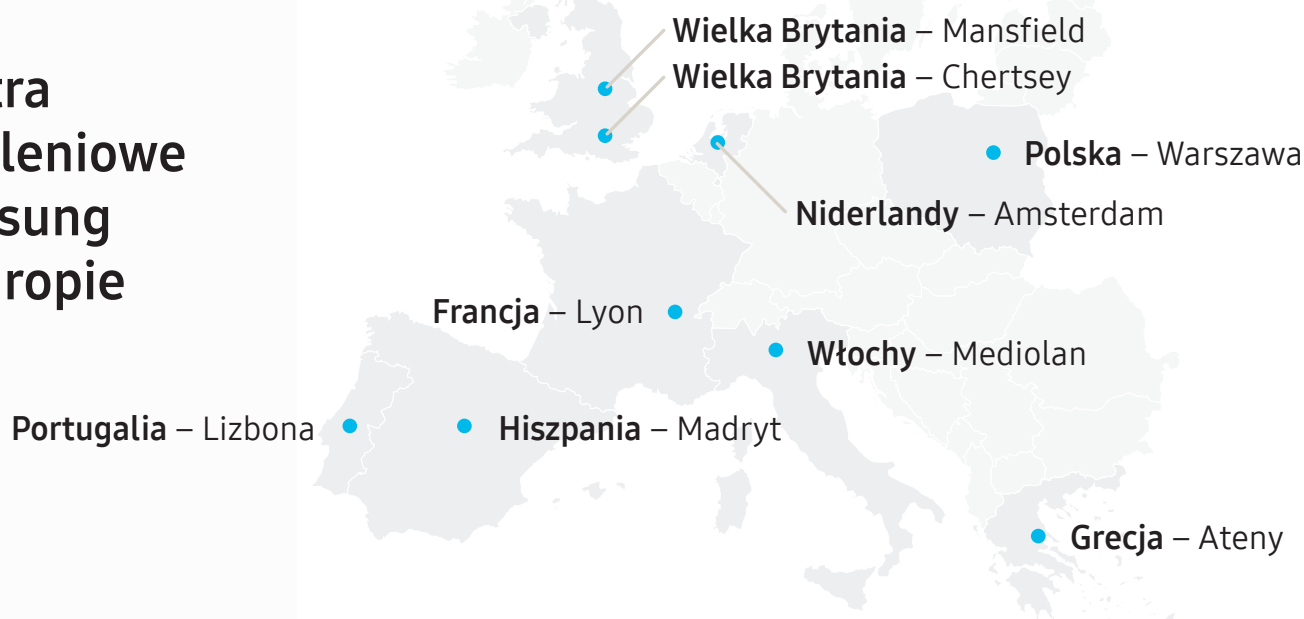 tra
leniowe
sung
ropie
Wielka Brytania – Mansfield
Wielka Brytania – Chertsey
Polska – Warszawa
Niderlandy – Amsterdam
Francja – Lyon
Włochy – Mediolan
Portugalia – Lizbona
Hiszpania – Madryt
Grecja – Ateny